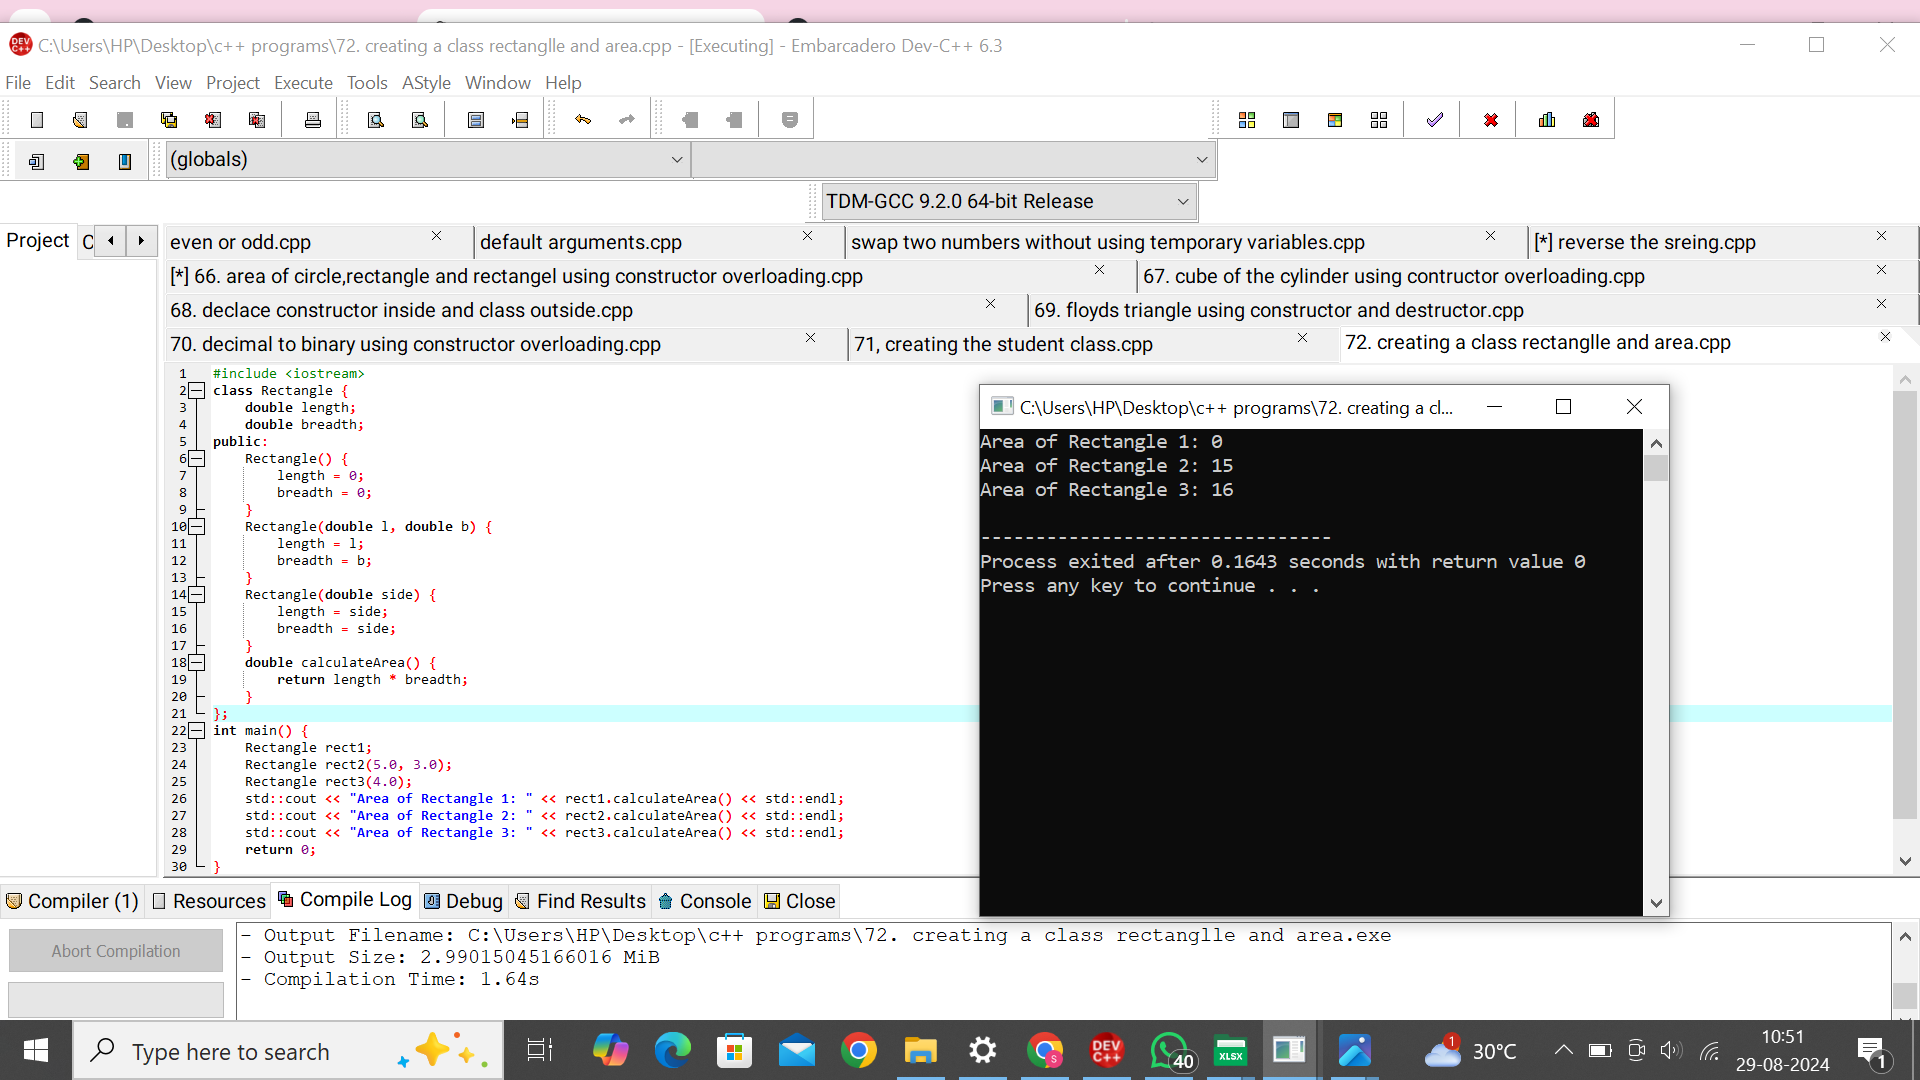 C:\Users\HP\Desktop\c++ programs\72. creating a class rectanglle and area.cpp - [Executing] - Embarcadero Dev-C++ 6.3
File Edit Search View Project Execute Tools AStyle Window Help
(globals)
TDM-GCC 9.2.0 64-bit Release
Project C
even or odd.cpp default arguments.cpp swap two numbers without using temporary variables.cpp [*] reverse the sreing.cpp
[*] 66. area of circle,rectangle and rectangel using constructor overloading.cpp 67. cube of the cylinder using contructor overloading.cpp
68. declace constructor inside and class outside.cpp 69. floyds triangle using constructor and destructor.cpp
70. decimal to binary using constructor overloading.cpp 71, creating the student class.cpp 72. creating a class rectanglle and area.cpp
1 #include <iostream>
2 class Rectangle {
3 double length;
4 double breadth;
5 public:
6 Rectangle() {
7 length = 0;
8 breadth = 0;
9 }
10 Rectangle(double l, double b) {
11 length = l;
12 breadth = b;
13 }
14 Rectangle(double side) {
15 length = side;
16 breadth = side;
17 }
18 double calculateArea() {
19 return length * breadth;
20 }
21 };
22 int main() {
23 Rectangle rect1;
24 Rectangle rect2(5.0, 3.0);
25 Rectangle rect3(4.0);
26 std::cout << "Area of Rectangle 1: " << rect1.calculateArea() << std::endl;
27 std::cout << "Area of Rectangle 2: " << rect2.calculateArea() << std::endl;
28 std::cout << "Area of Rectangle 3: " << rect3.calculateArea() << std::endl;
29 return 0;
30 }
C:\Users\HP\Desktop\c++ programs\72. creating a cl...
Area of Rectangle 1: 0
Area of Rectangle 2: 15
Area of Rectangle 3: 16
--------------------------------
Process exited after 0.1643 seconds with return value 0
Press any key to continue . . .
Compiler (1) Resources Compile Log Debug Find Results Console Close
Abort Compilation
- Output Filename: C:\Users\HP\Desktop\c++ programs\72. creating a class rectanglle and area.exe
- Output Size: 2.99015045166016 MiB
- Compilation Time: 1.64s
Type here to search
S
DEV C++
40
XLSX
1
30°C
10:51
29-08-2024
1